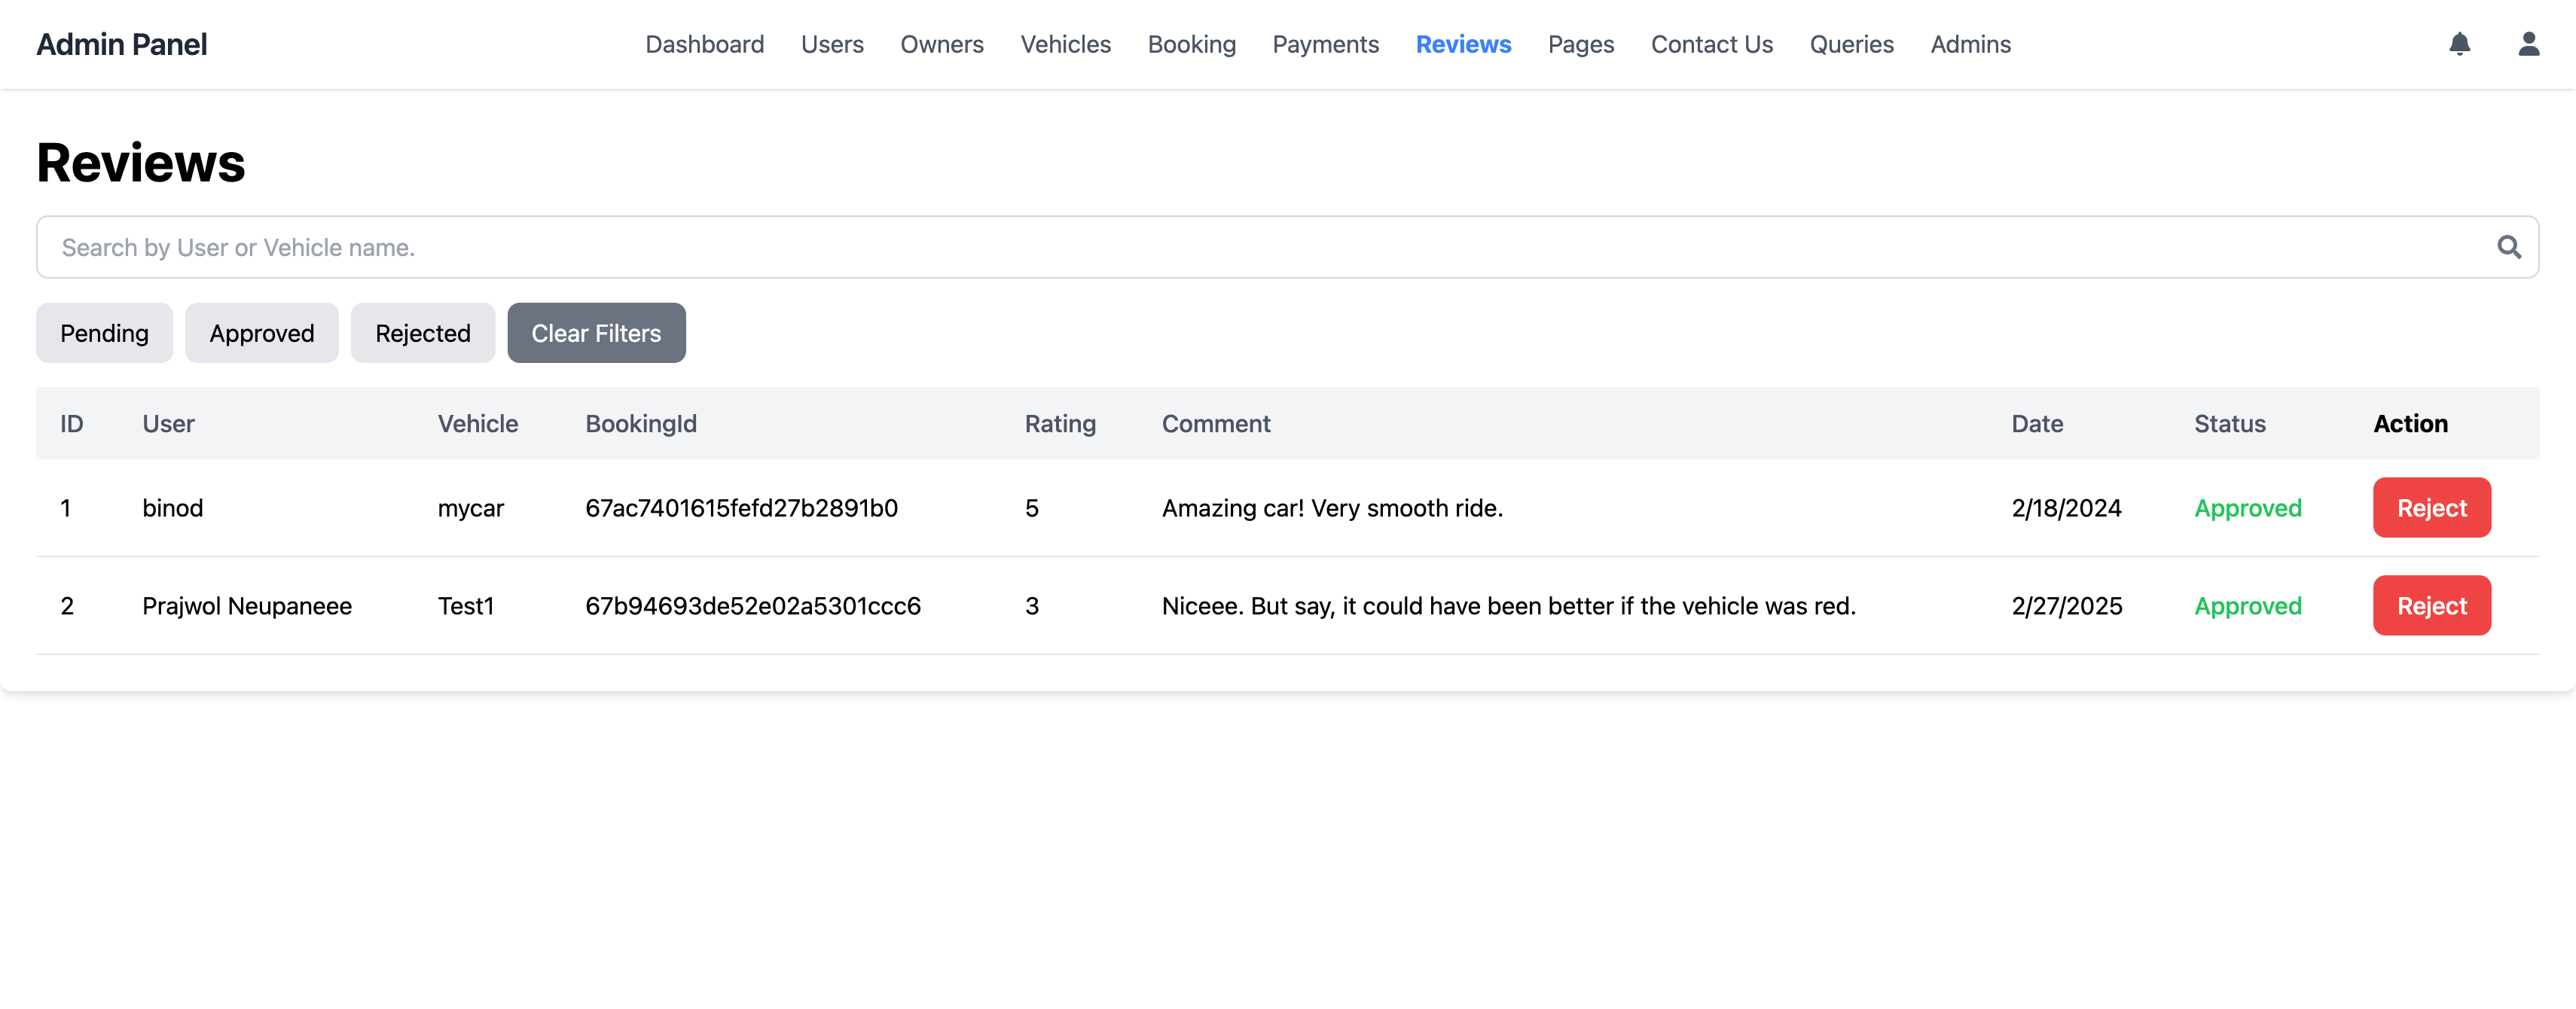 Admin Panel Dashboard Users Owners Vehicles Booking Payments Reviews Pages Contact Us Queries Admins
Reviews
Search by User or Vehicle name.
Pending Approved Rejected Clear Filters
ID User Vehicle BookingId Rating Comment Date Status Action
1 binod mycar 67ac7401615fefd27b2891b0 5 Amazing car! Very smooth ride. 2/18/2024 Approved Reject
2 Prajwol Neupaneee Test1 67b94693de52e02a5301ccc6 3 Niceee. But say, it could have been better if the vehicle was red. 2/27/2025 Approved Reject